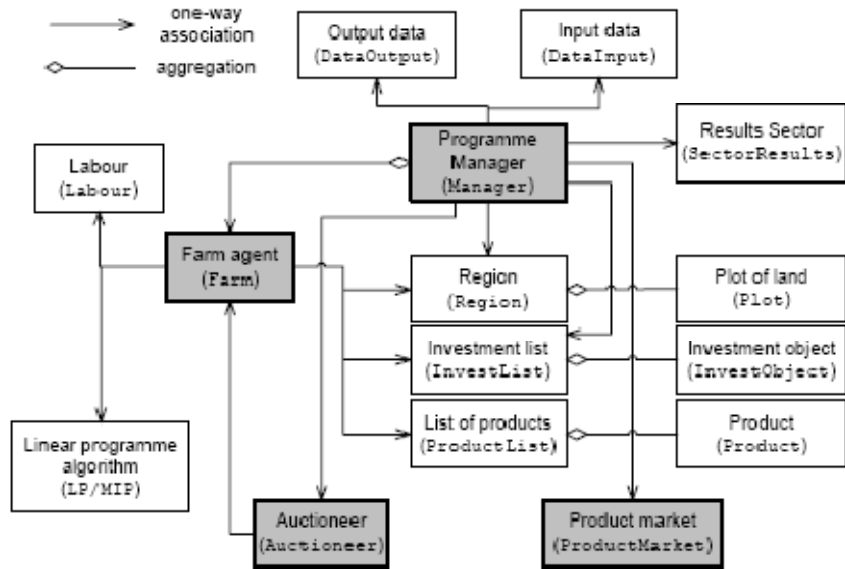 one-way
association
aggregation
Output data
(DataOutput)
Input data
(DataInput)
Programme
Manager
(Manager)
Results Sector
(SectorResults)
Labour
(Labour)
Farm agent
(Farm)
Region
(Region)
Plot of land
(Plot)
Investment list
(InvestList)
Investment object
(InvestObject)
List of products
(ProductList)
Product
(Product)
Linear programme
algorithm
(LP/MIP)
Auctioneer
(Auctioneer)
Product market
(ProductMarket)